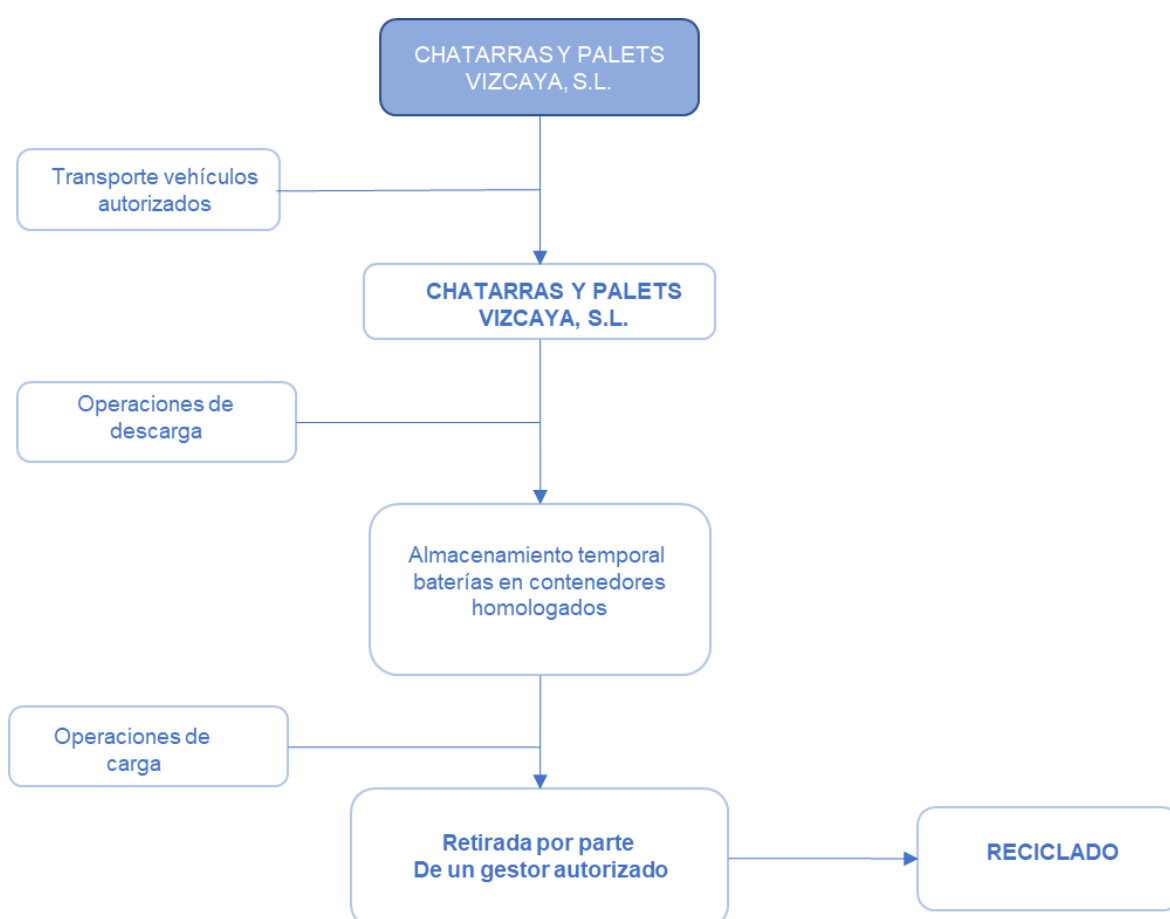 CHATARRAS Y PALETS
VIZCAYA, S.L.
Transporte vehículos
autorizados
CHATARRAS Y PALETS
VIZCAYA, S.L.
Operaciones de
descarga
Almacenamiento temporal
baterías en contenedores
homologados
Operaciones de
carga
Retirada por parte
De un gestor autorizado
RECICLADO